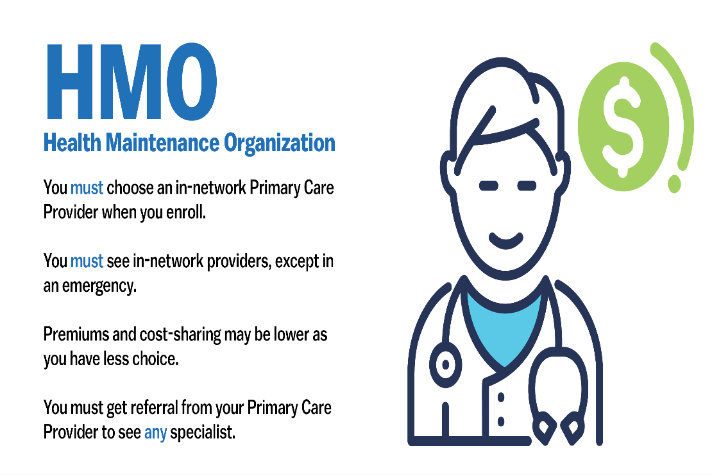 HMO
Health Maintenance Organization
You must choose an in-network Primary Care
Provider when you enroll.
You must see in-network providers, except in
an emergency.
Premiums and cost-sharing may be lower as
you have less choice.
You must get referral from your Primary Care
Provider to see any specialist.
$